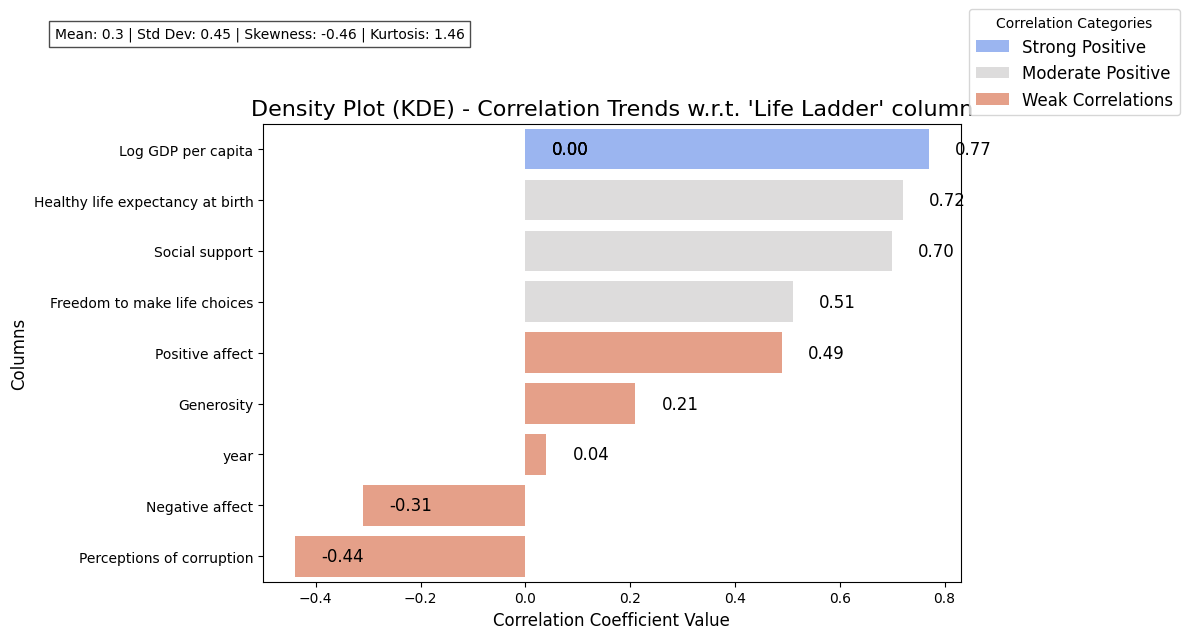 Mean: 0.3 | Std Dev: 0.45 | Skewness: -0.46 | Kurtosis: 1.46
Correlation Categories
Strong Positive
Moderate Positive
Weak Correlations
Density Plot (KDE) - Correlation Trends w.r.t. 'Life Ladder' column
Columns
Log GDP per capita 0.00 0.77
Healthy life expectancy at birth 0.72
Social support 0.70
Freedom to make life choices 0.51
Positive affect 0.49
Generosity 0.21
year 0.04
Negative affect -0.31
Perceptions of corruption -0.44
−0.4 −0.2 0.0 0.2 0.4 0.6 0.8
Correlation Coefficient Value